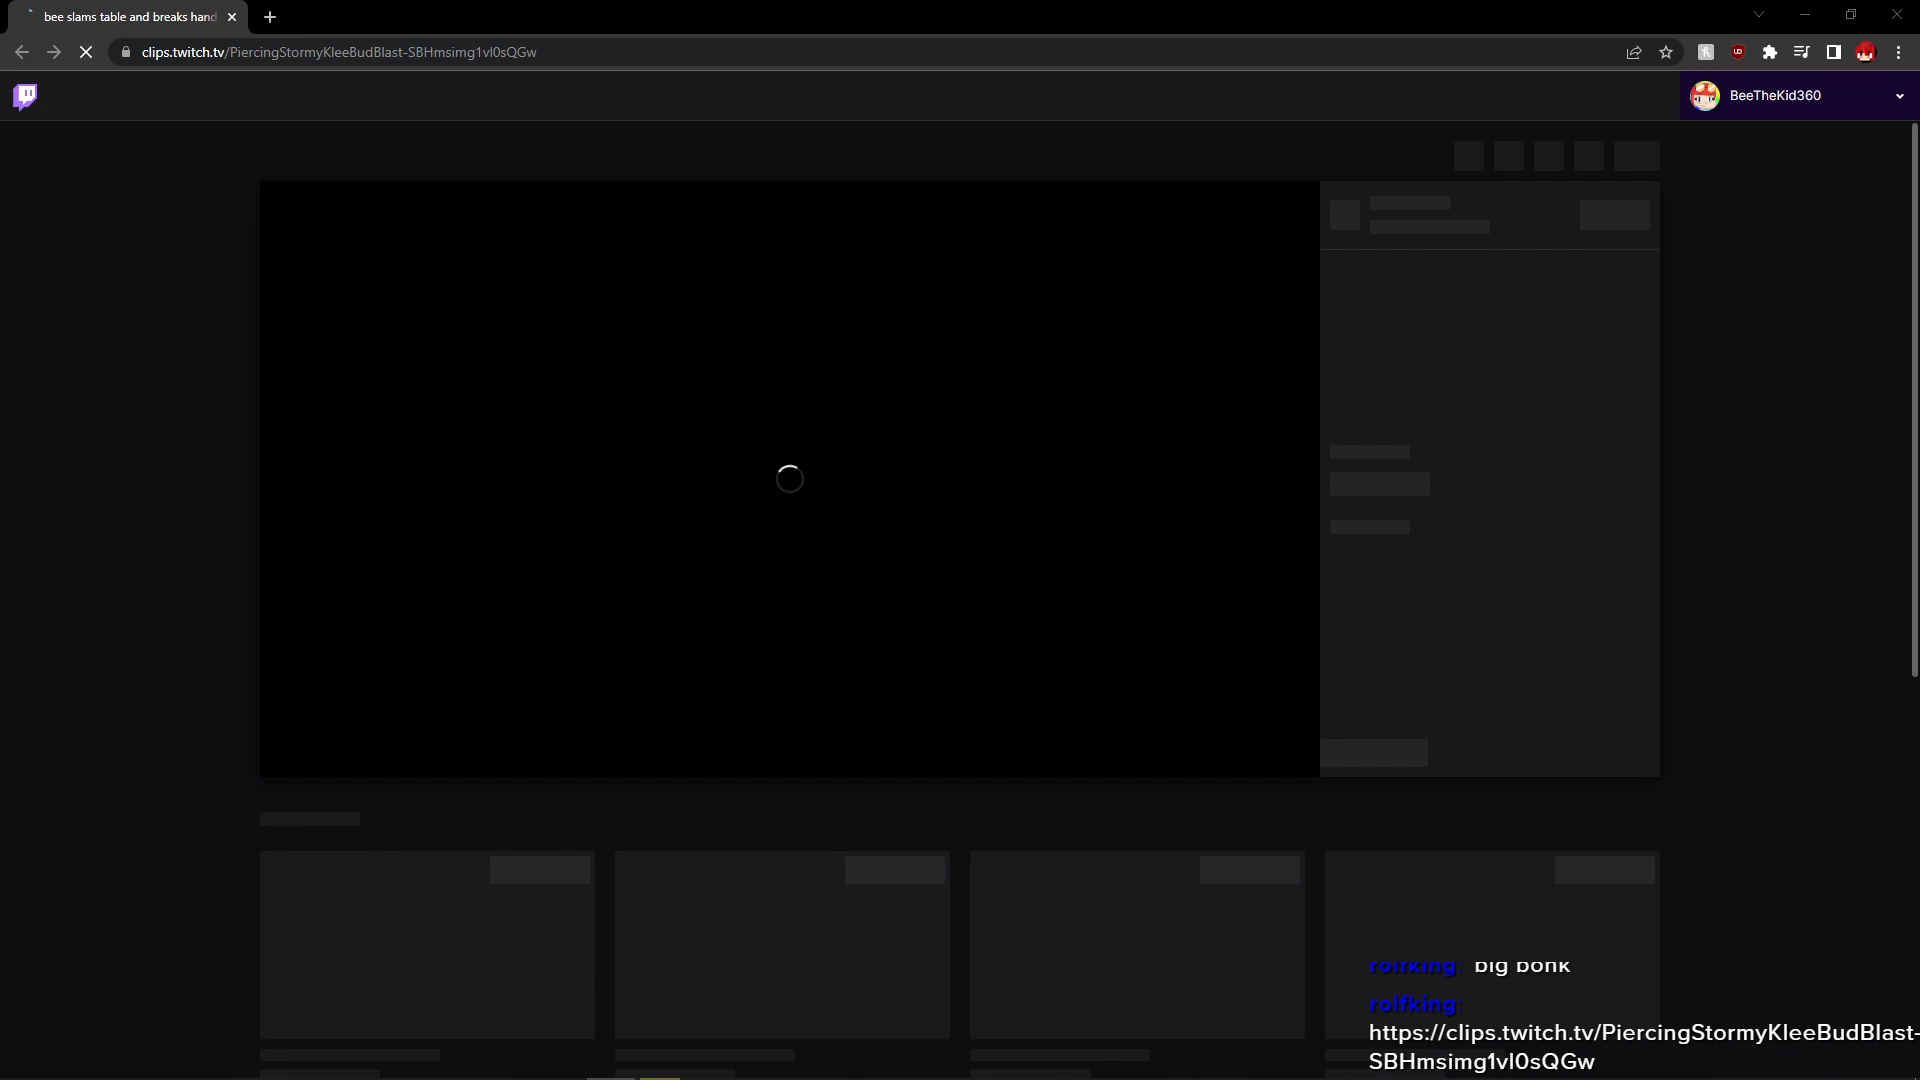 bee slams table and breaks hand
clips.twitch.tv/PiercingStormyKleeBudBlast-SBHmsimg1vl0sQGw
BeeTheKid360
rolfking: big bonk
rolfking:
https://clips.twitch.tv/PiercingStormyKleeBudBlast-
SBHmsimg1vl0sQGw